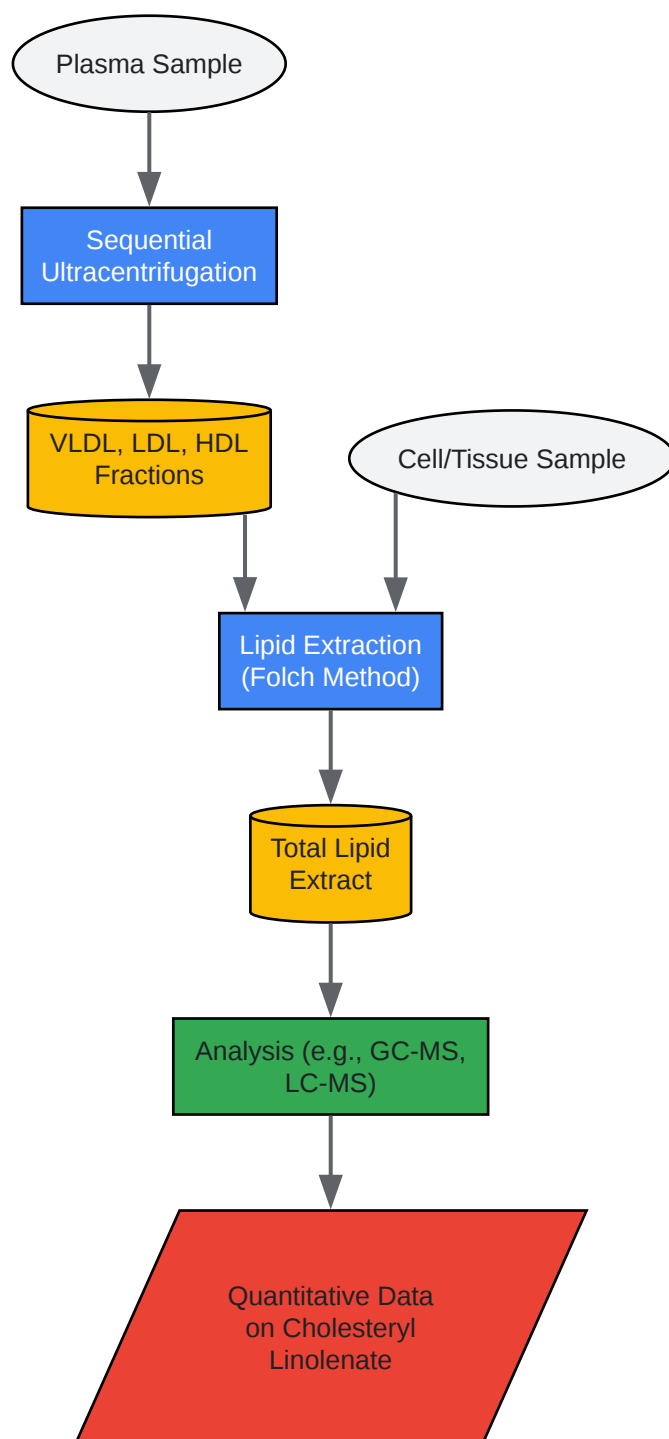 Plasma Sample
Sequential
Ultracentrifugation
VLDL, LDL, HDL
Fractions
Cell/Tissue Sample
Lipid Extraction
(Folch Method)
Total Lipid
Extract
Analysis (e.g., GC-MS,
LC-MS)
Quantitative Data
on Cholesteryl
Linolenate